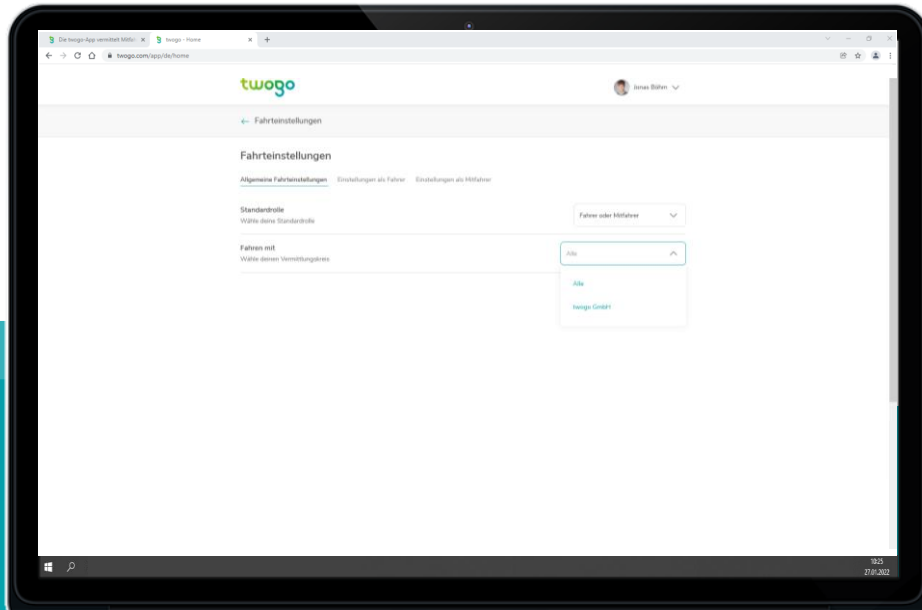 Die twogo-App vermittelt Mitfahr
twogo - Home
twogo.com/app/de/home
twogo
Jonas Böhm
Fahrteinstellungen
Fahrteinstellungen
Allgemeine Fahrteinstellungen Einstellungen als Fahrer Einstellungen als Mitfahrer
Standardrolle
Wähle deine Standardrolle
Fahrer oder Mitfahrer
Fahren mit
Wähle deinen Vermittlungskreis
Alle
Alle
twogo GmbH
10:25
27.01.2022